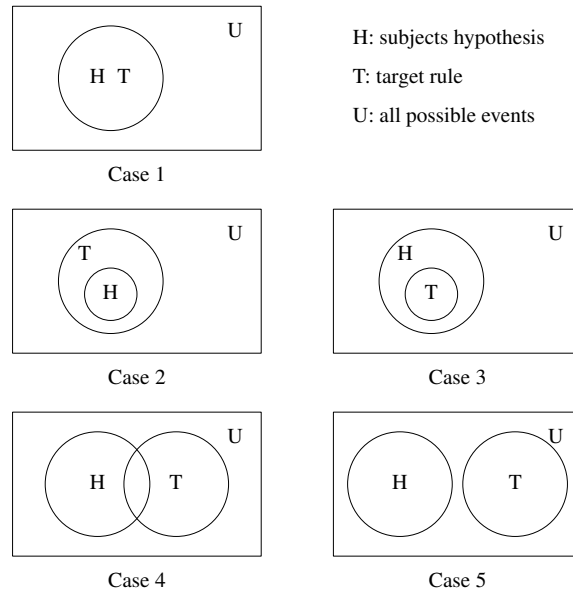 U
H T
Case 1
H: subjects hypothesis
T: target rule
U: all possible events
U
T
H
Case 2
U
H
T
Case 3
U
H T
Case 4
U
H T
Case 5